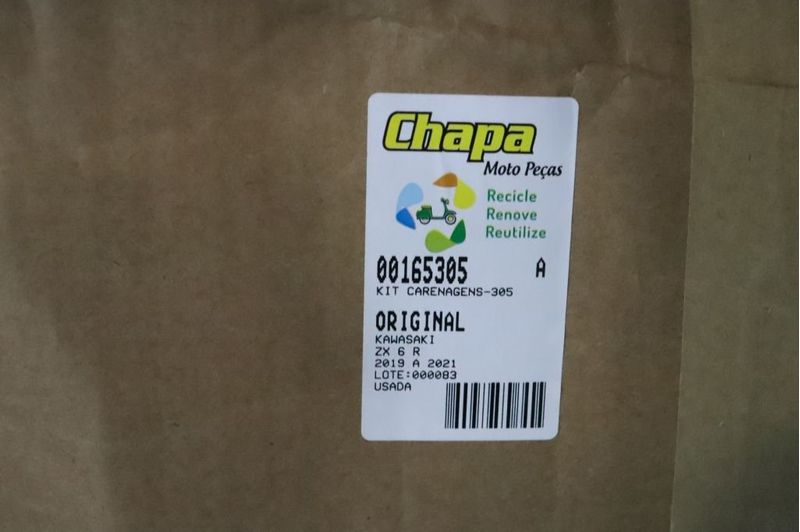 Chapa
Moto Peças
Recicle
Renove
Reutilize
00165305 A
KIT CARENAGENS-305
ORIGINAL
KAWASAKI
ZX 6 R
2019 A 2021
LOTE:000083
USADA